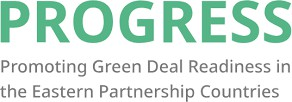 PROGRESS
Promoting Green Deal Readiness in
the Eastern Partnership Countries